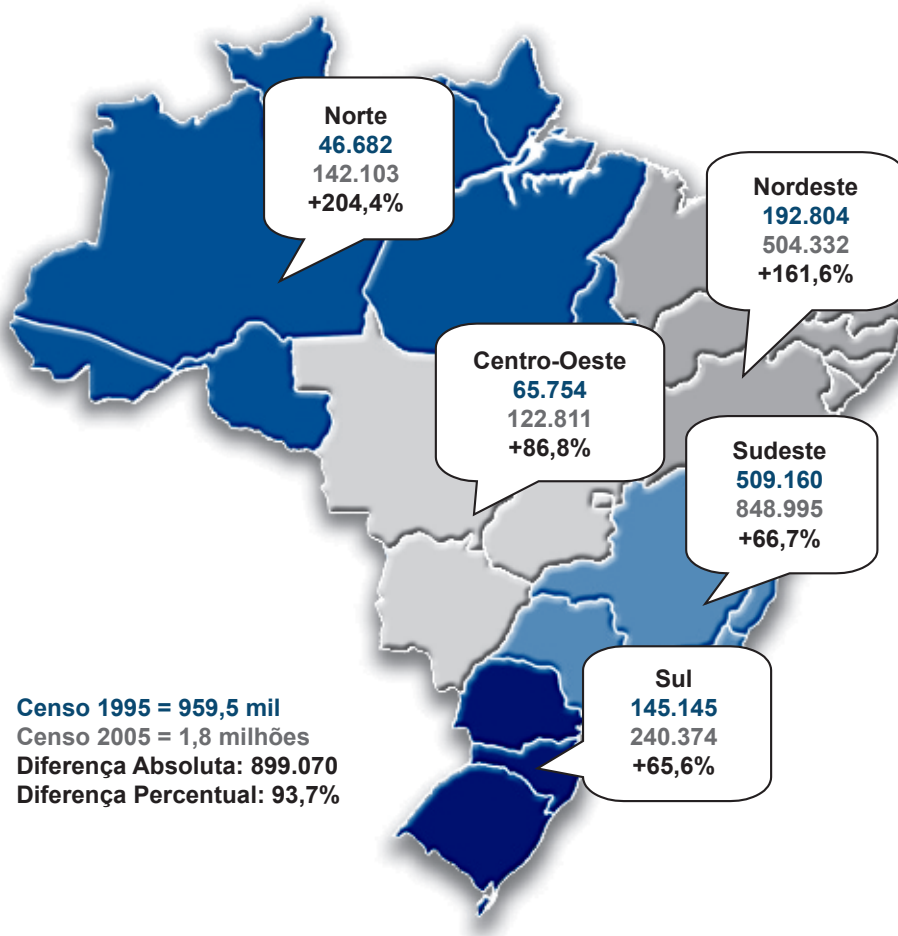 Norte
46.682
142.103
+204,4%
Nordeste
192.804
504.332
+161,6%
Centro-Oeste
65.754
122.811
+86,8%
Sudeste
509.160
848.995
+66,7%
Sul
145.145
240.374
+65,6%
Censo 1995 = 959,5 mil
Censo 2005 = 1,8 milhões
Diferença Absoluta: 899.070
Diferença Percentual: 93,7%